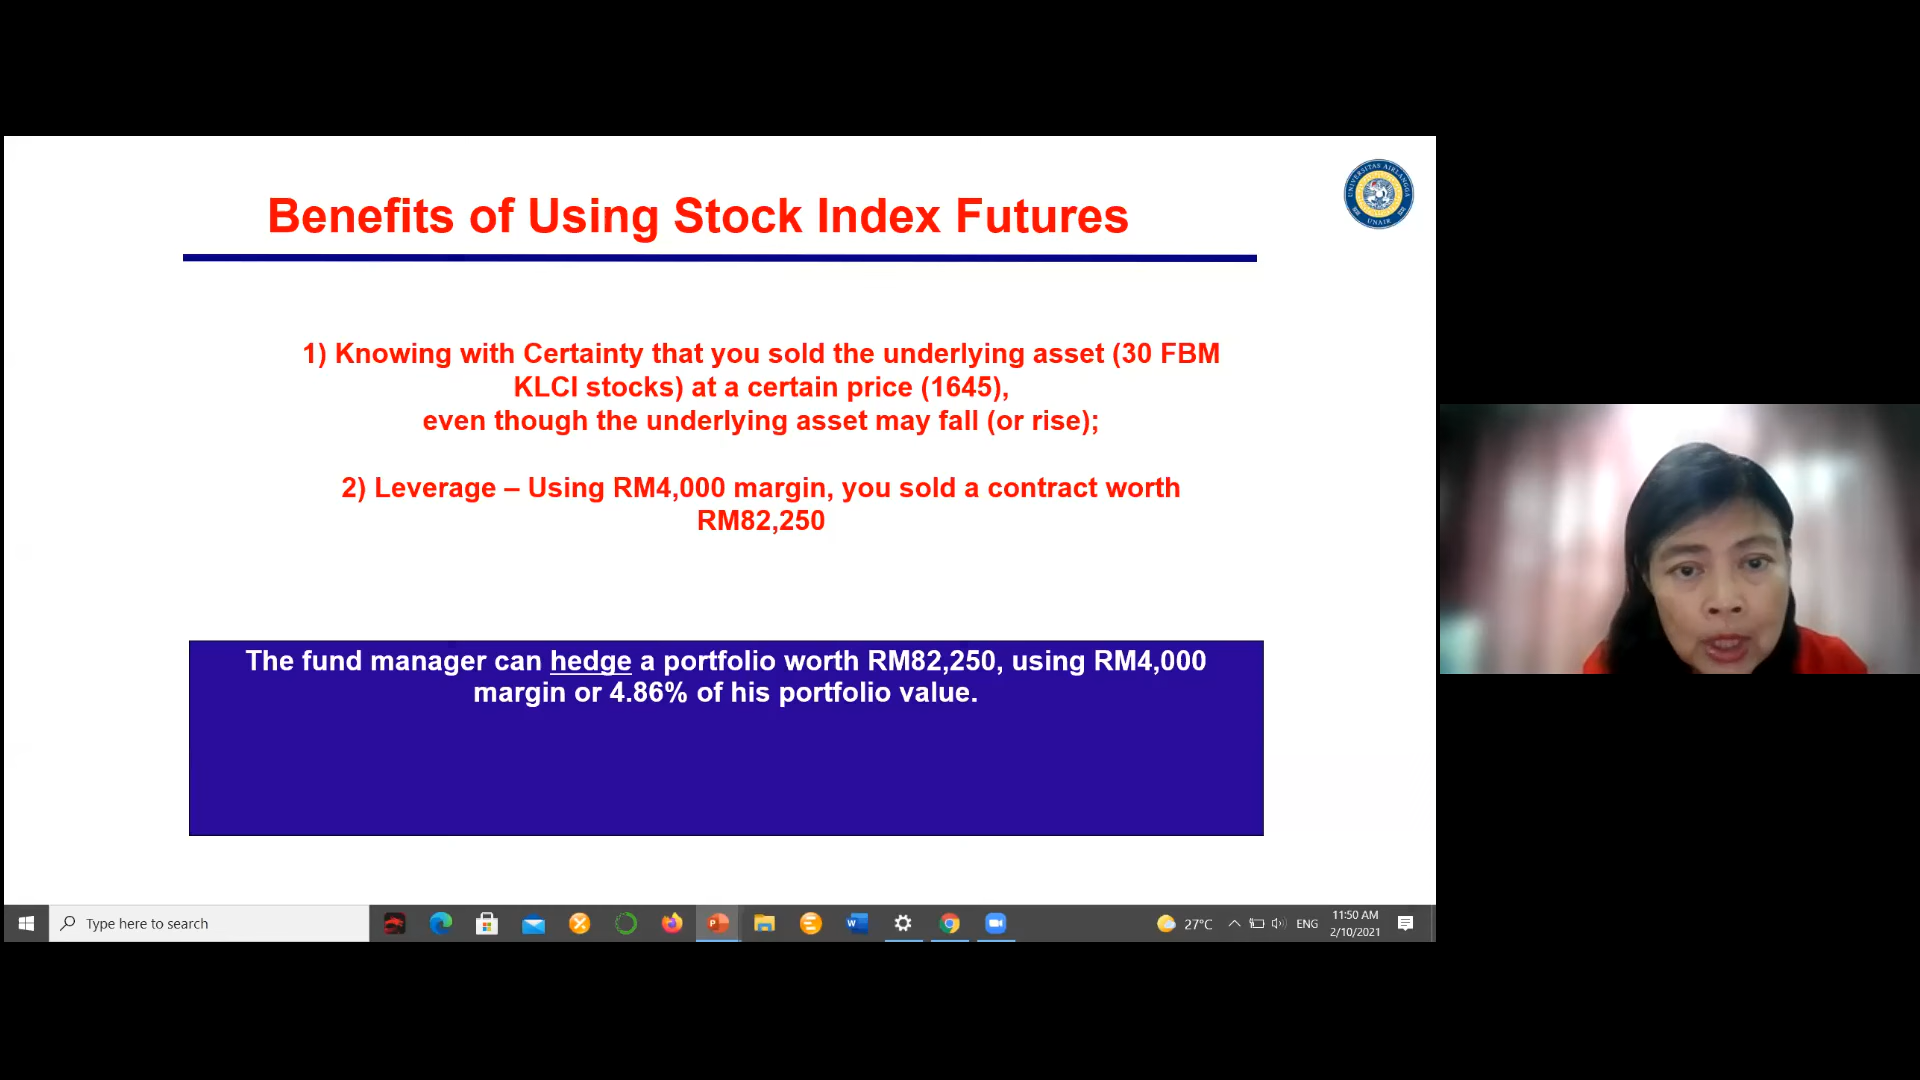 Benefits of Using Stock Index Futures
UNIVERSITAS AIRLANGGA
UNAIR
1) Knowing with Certainty that you sold the underlying asset (30 FBM
KLCI stocks) at a certain price (1645),
even though the underlying asset may fall (or rise);
2) Leverage – Using RM4,000 margin, you sold a contract worth
RM82,250
The fund manager can hedge a portfolio worth RM82,250, using RM4,000
margin or 4.86% of his portfolio value.
Type here to search
27°C
ENG
11:50 AM
2/10/2021